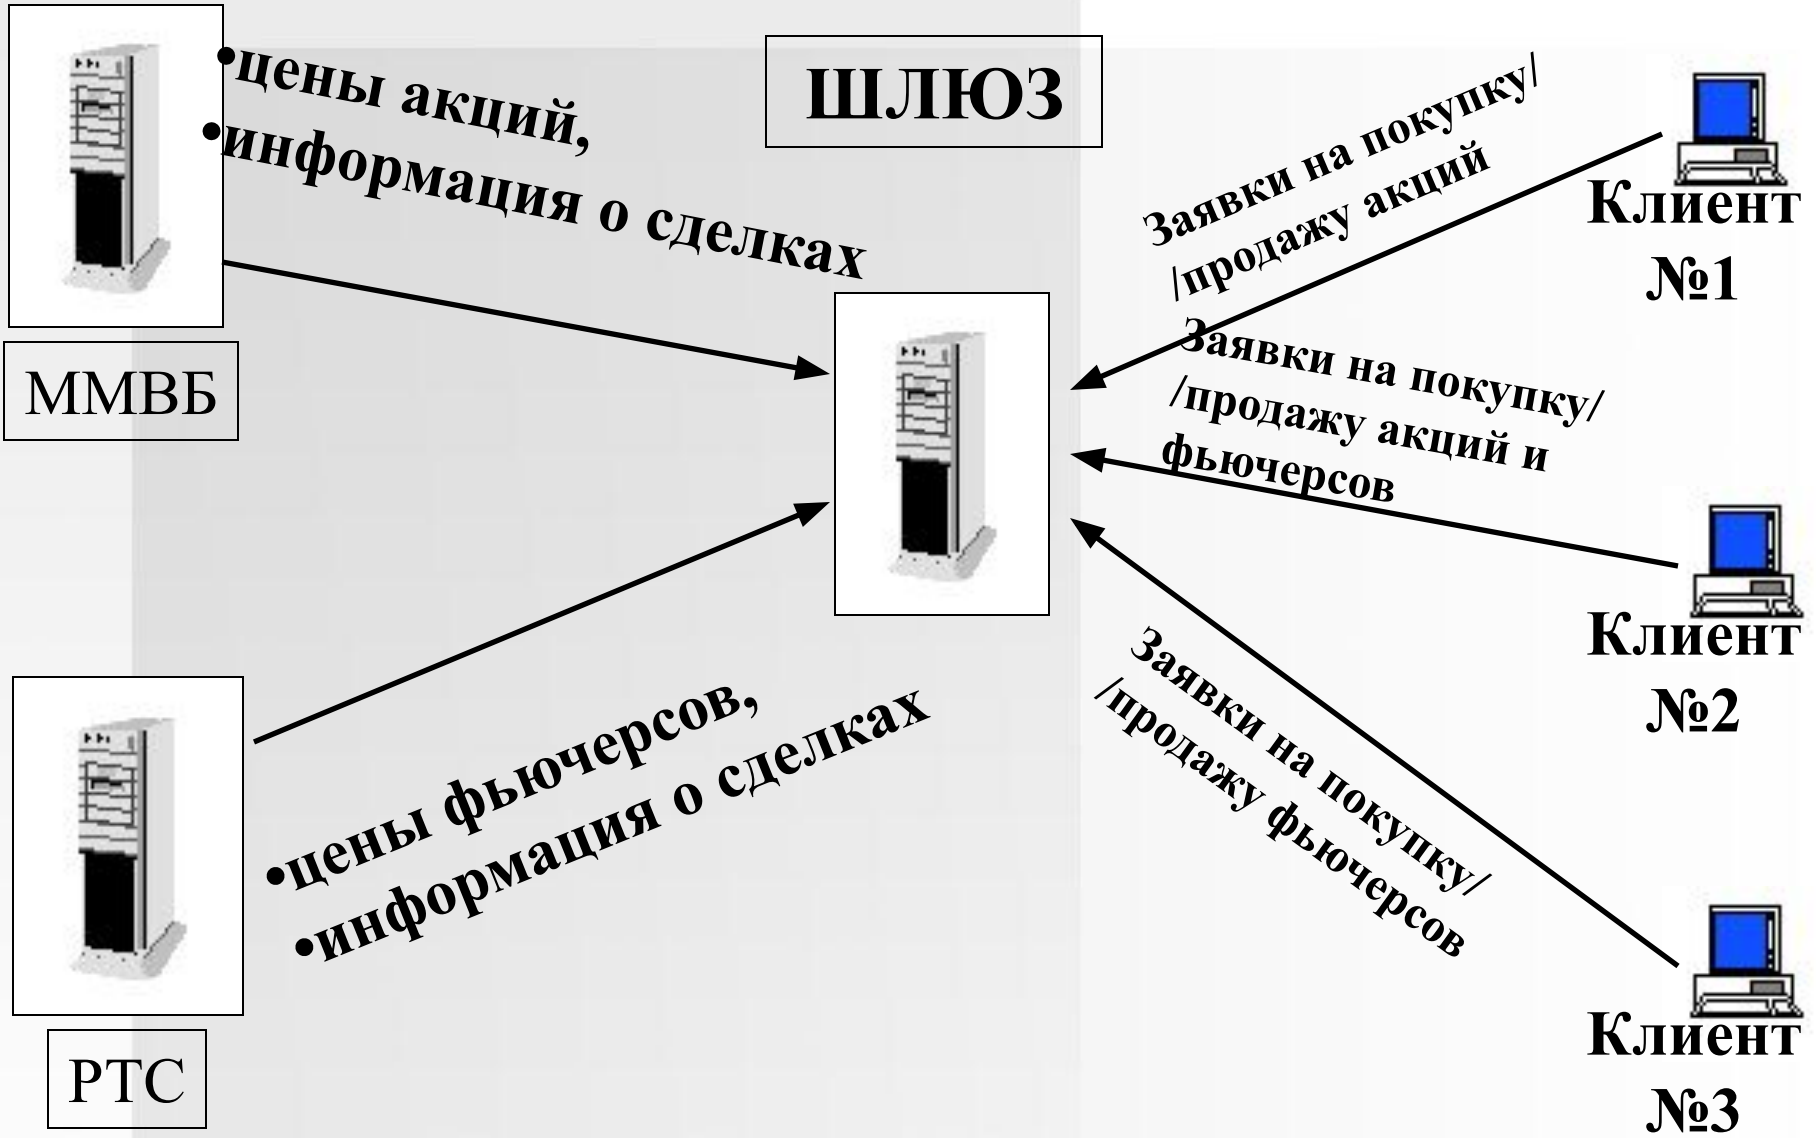 •цены акций,
•информация о сделках
ШЛЮЗ
ММВБ
Заявки на покупку/
/продажу акций
Клиент
№1
Заявки на покупку/
/продажу акций и
фьючерсов
Клиент
№2
•цены фьючерсов,
•информация о сделках
РТС
Заявки на покупку/
/продажу фьючерсов
Клиент
№3